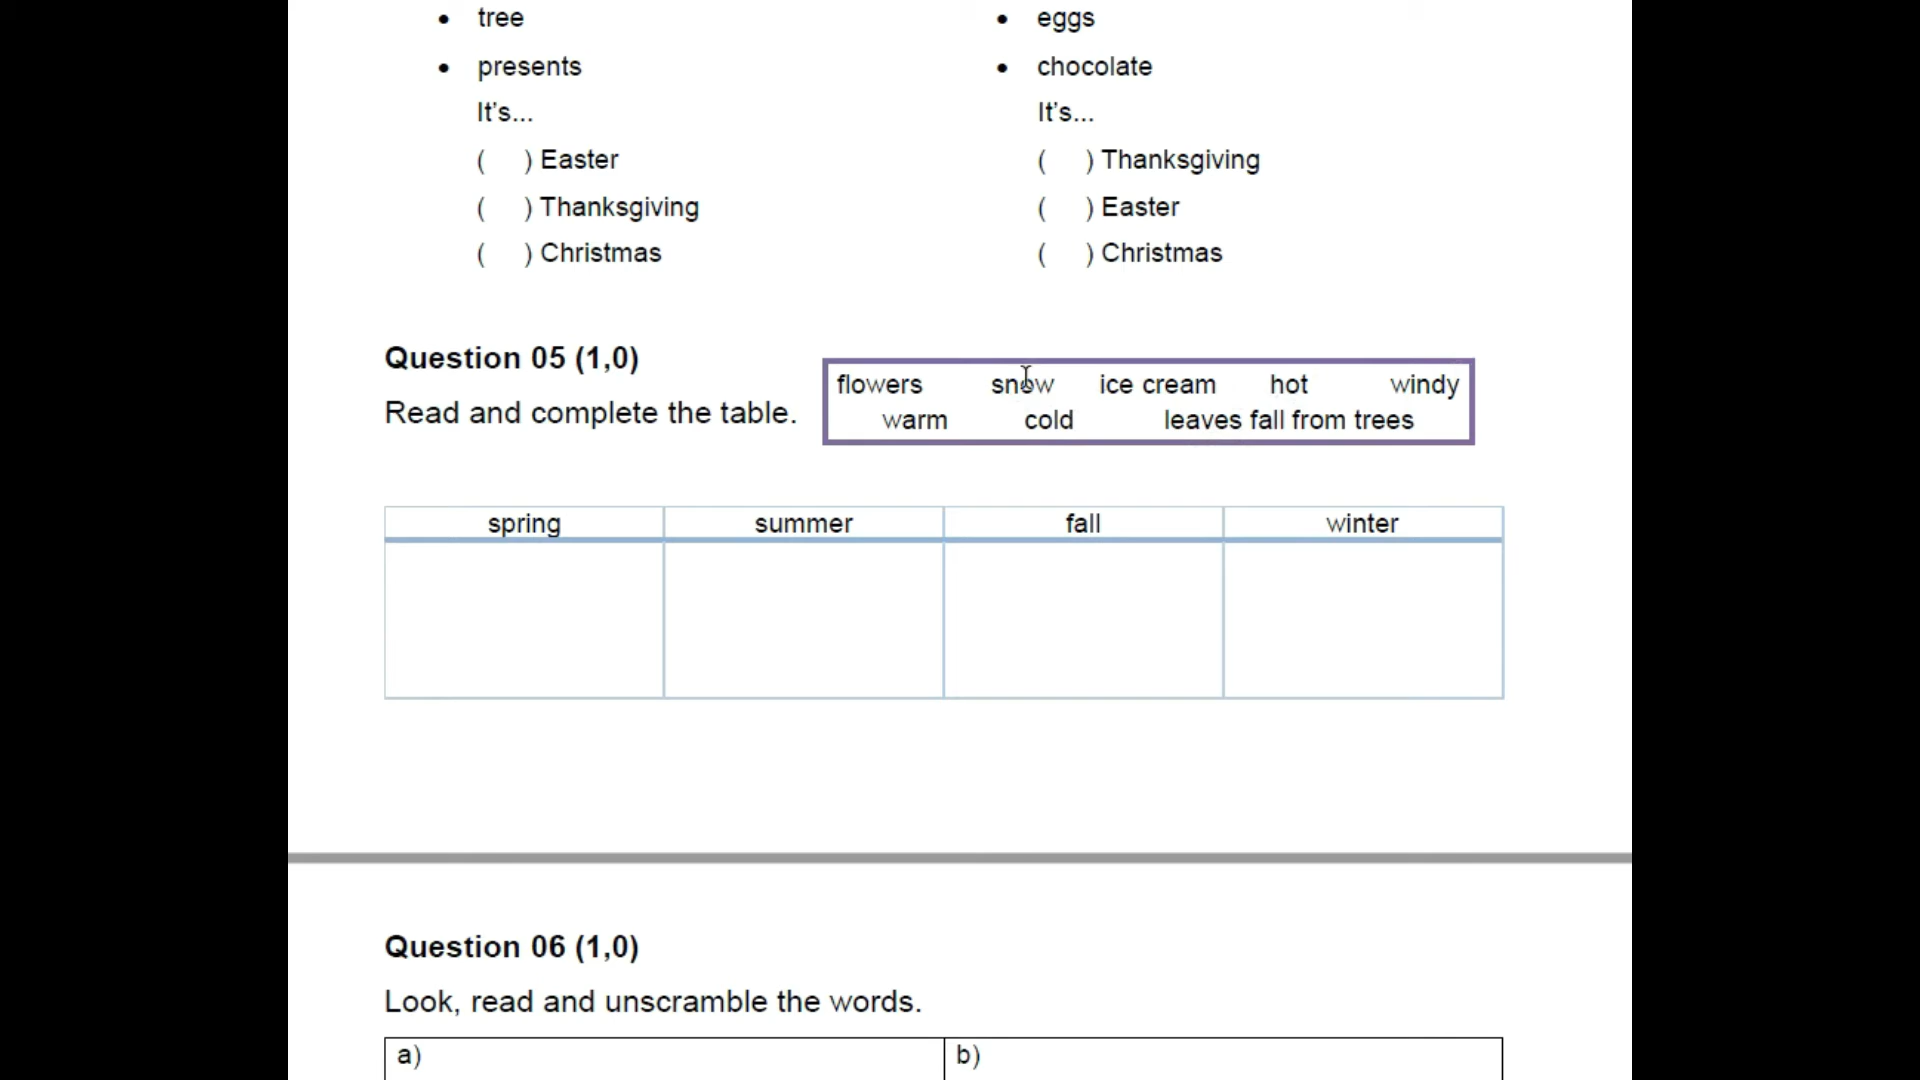 • tree
• presents
It's...
( ) Easter
( ) Thanksgiving
( ) Christmas
• eggs
• chocolate
It's...
( ) Thanksgiving
( ) Easter
( ) Christmas
Question 05 (1,0)
Read and complete the table.
flowers snow ice cream hot windy
warm cold leaves fall from trees
spring summer fall winter
Question 06 (1,0)
Look, read and unscramble the words.
a) b)